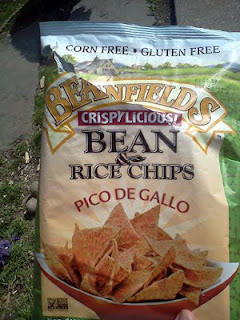 CORN FREE • GLUTEN FREE
BEANFIELDS
CRISPYLICIOUS!
BEAN
&
RICE CHIPS
PICO DE GALLO